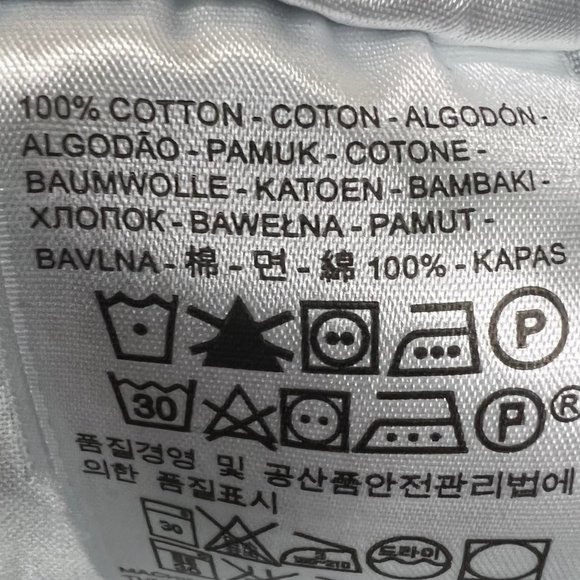 100% COTTON - COTON - ALGODÓN -
ALGODÃO - PAMUK - COTONE -
BAUMWOLLE - KATOEN - BAMBAKI -
ХЛОПОК - BAWEŁNA - PAMUT -
BAVLNA - 棉 - 면 - 綿 100% - KAPAS
P
30 P ®
품질경영 및 공산품안전관리법에
의한 품질표시
30 드라이